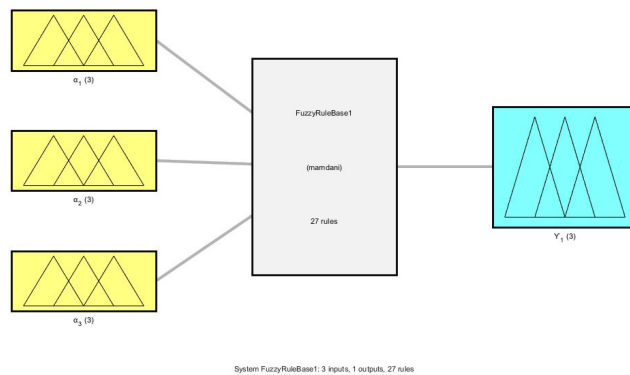 α₁ (3)
FuzzyRuleBase1
(mamdani)
27 rules
α₂ (3)
α₃ (3)
Υ₁ (3)
System FuzzyRuleBase1: 3 inputs, 1 outputs, 27 rules